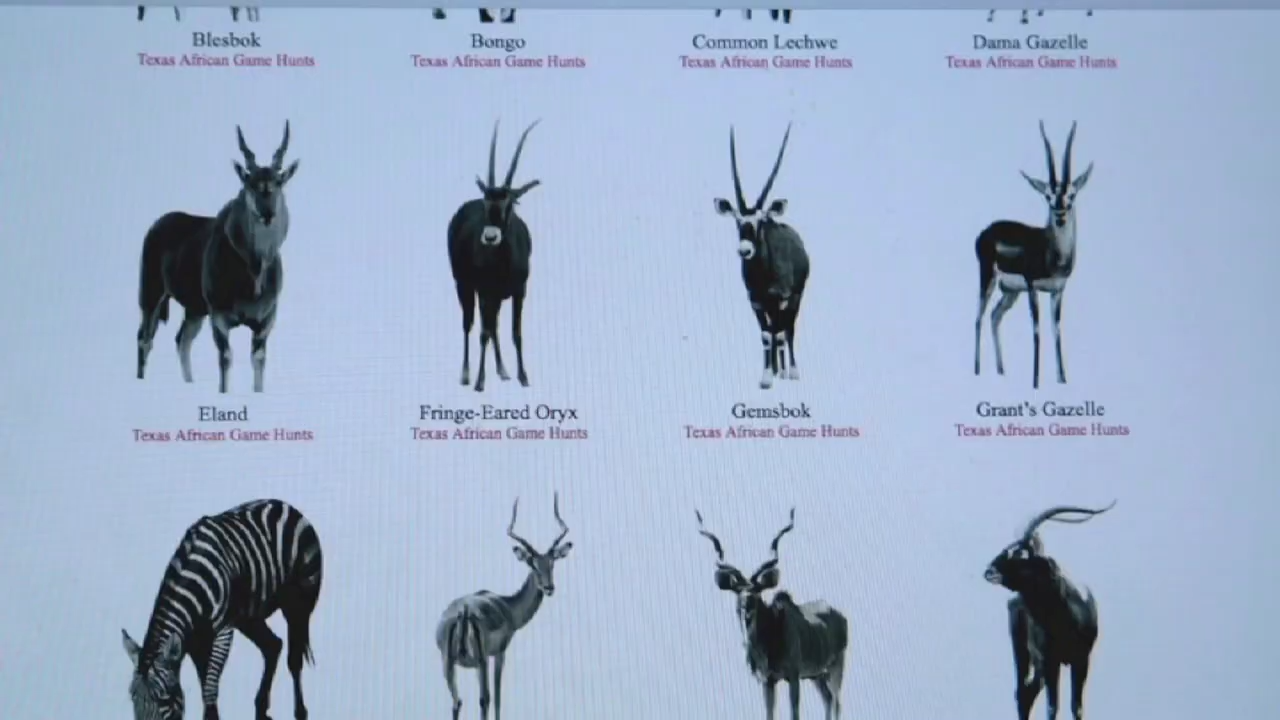 Blesbok
Texas African Game Hunts
Bongo
Texas African Game Hunts
Common Lechwe
Texas African Game Hunts
Dama Gazelle
Texas African Game Hunts
Eland
Texas African Game Hunts
Fringe-Eared Oryx
Texas African Game Hunts
Gemsbok
Texas African Game Hunts
Grant's Gazelle
Texas African Game Hunts